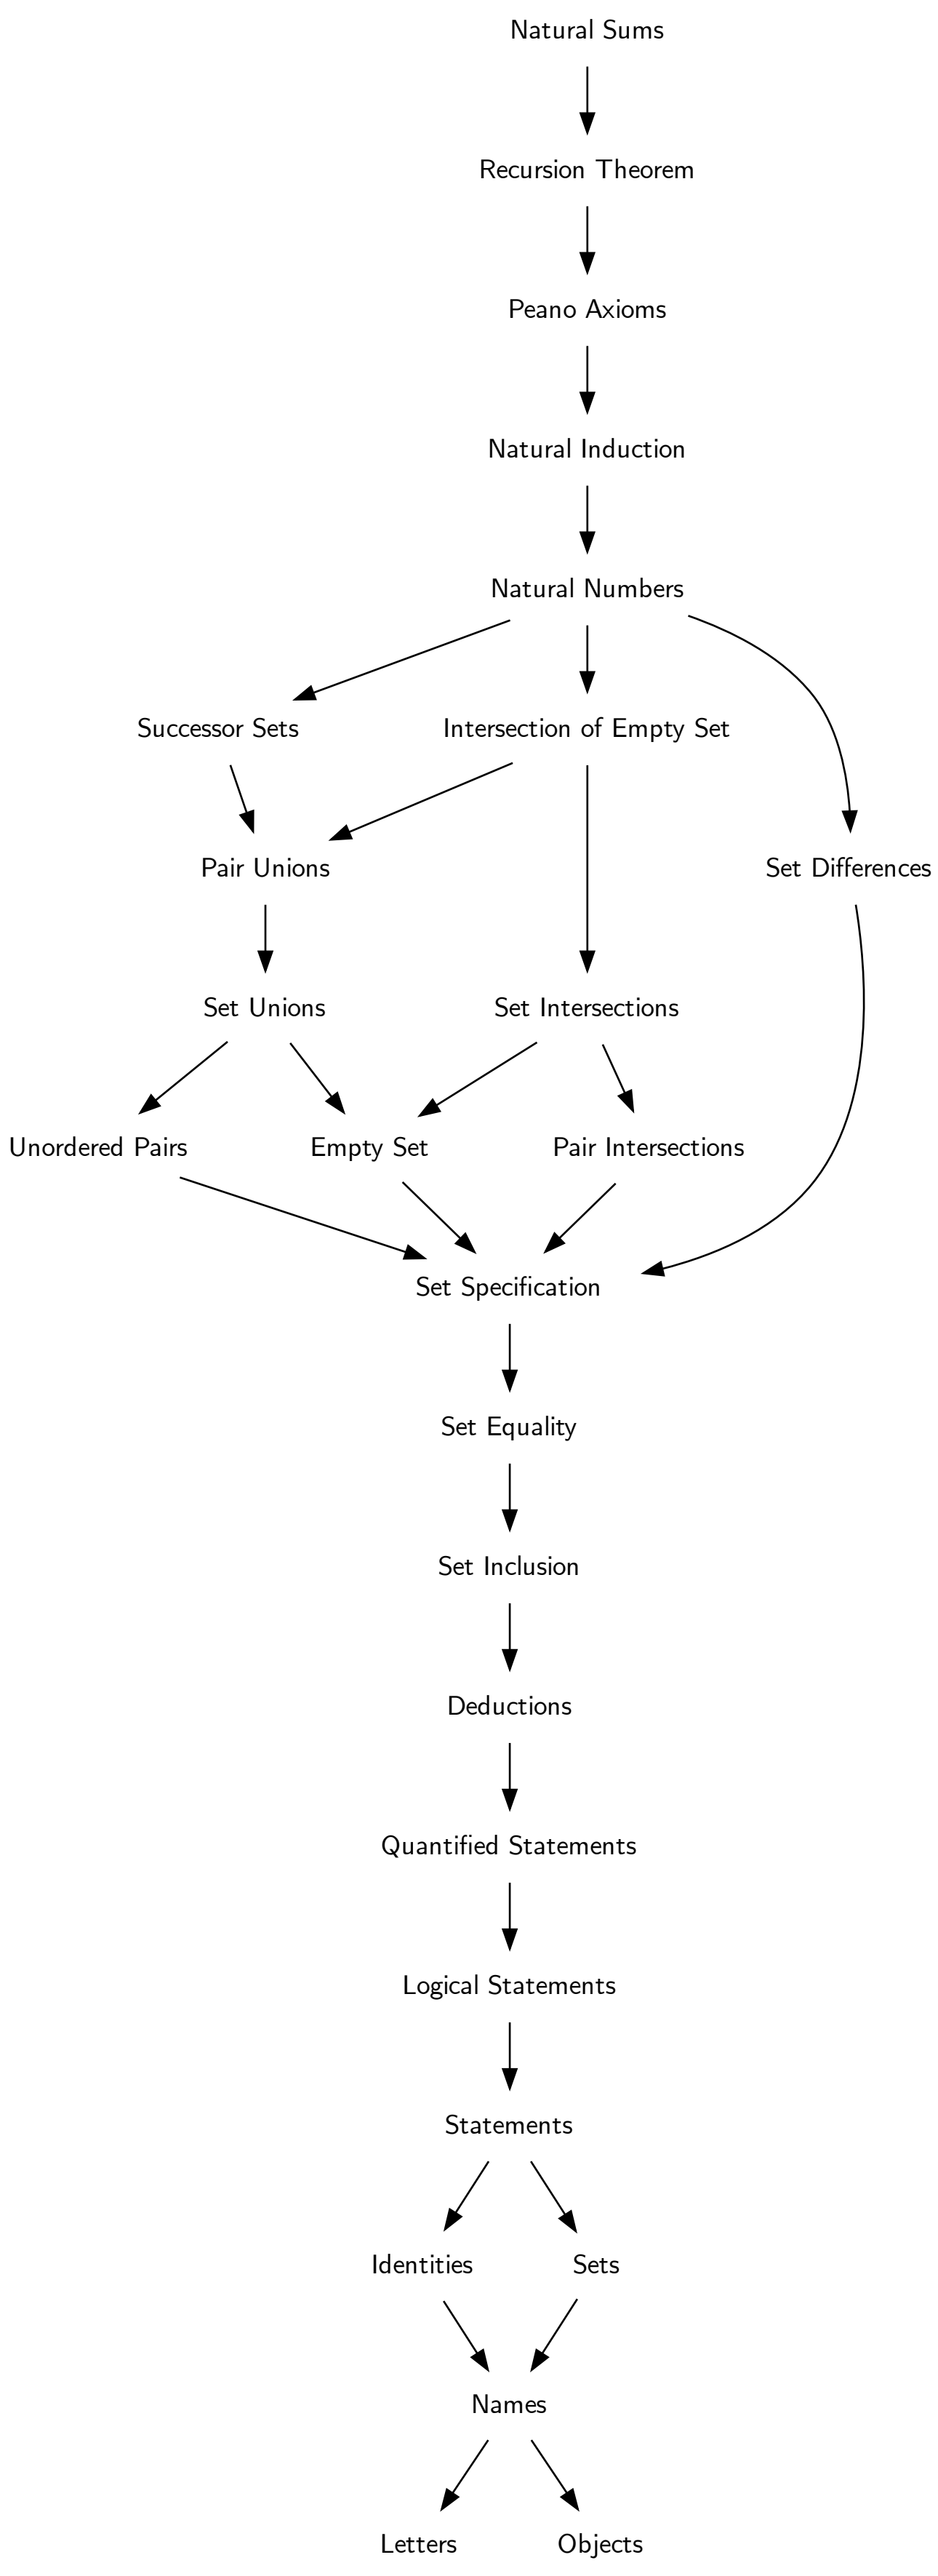 Natural Sums
Recursion Theorem
Peano Axioms
Natural Induction
Natural Numbers
Successor Sets
Intersection of Empty Set
Pair Unions
Set Differences
Set Unions
Set Intersections
Unordered Pairs
Empty Set
Pair Intersections
Set Specification
Set Equality
Set Inclusion
Deductions
Quantified Statements
Logical Statements
Statements
Identities
Sets
Names
Letters
Objects